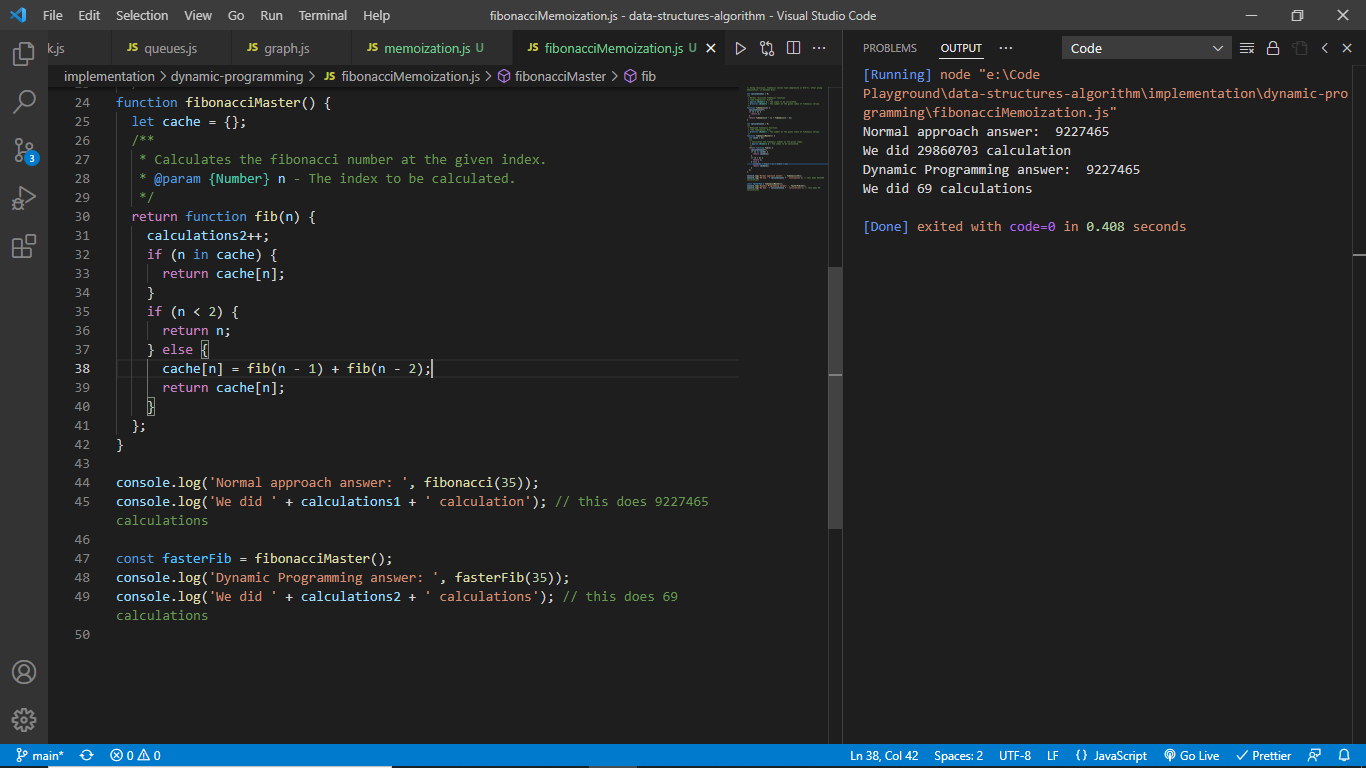 File Edit Selection View Go Run Terminal Help fibonacciMemoization.js - data-structures-algorithm - Visual Studio Code
k.js JS queues.js JS graph.js JS memoization.js U JS fibonacciMemoization.js U
implementation > dynamic-programming > JS fibonacciMemoization.js > fibonacciMaster > fib
24 function fibonacciMaster() {
25 let cache = {};
26 /**
27 * Calculates the fibonacci number at the given index.
28 * @param {Number} n - The index to be calculated.
29 */
30 return function fib(n) {
31 calculations2++;
32 if (n in cache) {
33 return cache[n];
34 }
35 if (n < 2) {
36 return n;
37 } else {
38 cache[n] = fib(n - 1) + fib(n - 2);
39 return cache[n];
40 }
41 };
42 }
43
44 console.log('Normal approach answer: ', fibonacci(35));
45 console.log('We did ' + calculations1 + ' calculation'); // this does 9227465
calculations
46
47 const fasterFib = fibonacciMaster();
48 console.log('Dynamic Programming answer: ', fasterFib(35));
49 console.log('We did ' + calculations2 + ' calculations'); // this does 69
calculations
50
PROBLEMS OUTPUT ··· Code
[Running] node "e:\Code
Playground\data-structures-algorithm\implementation\dynamic-pro
gramming\fibonacciMemoization.js"
Normal approach answer:  9227465
We did 29860703 calculation
Dynamic Programming answer:  9227465
We did 69 calculations
[Done] exited with code=0 in 0.408 seconds
3
main* 0 0 Ln 38, Col 42 Spaces: 2 UTF-8 LF {} JavaScript Go Live Prettier